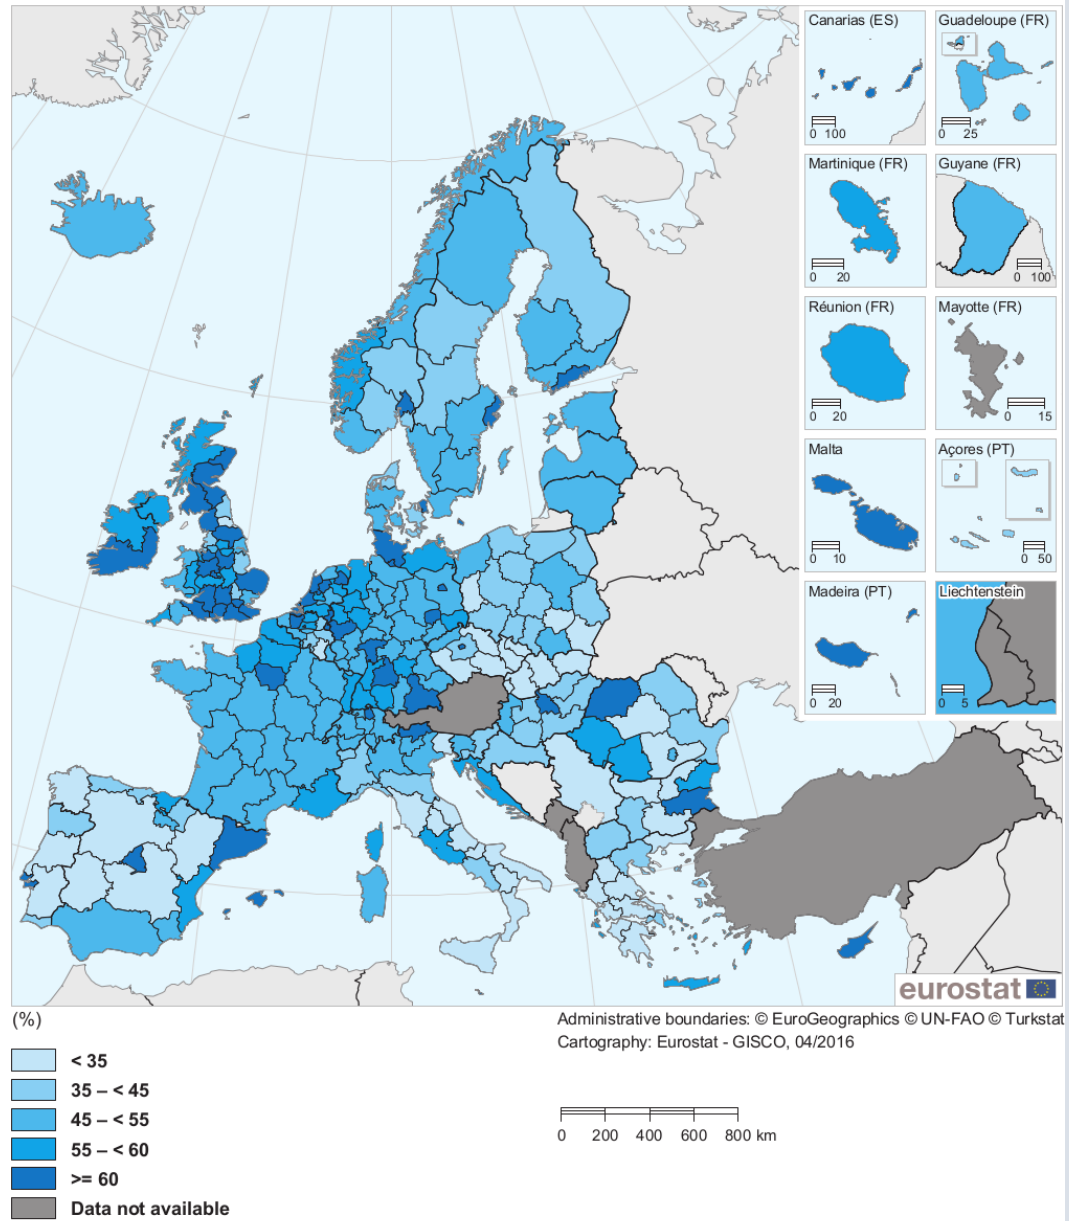 Canarias (ES)
0 100
Guadeloupe (FR)
0 25
Martinique (FR)
0 20
Guyane (FR)
0 100
Réunion (FR)
0 20
Mayotte (FR)
0 15
Malta
0 10
Açores (PT)
0 50
Madeira (PT)
0 20
Liechtenstein
0 5
eurostat
(%)
Administrative boundaries: © EuroGeographics © UN-FAO © Turkstat
Cartography: Eurostat - GISCO, 04/2016
< 35
35 – < 45
45 – < 55
55 – < 60
>= 60
Data not available
0 200 400 600 800 km